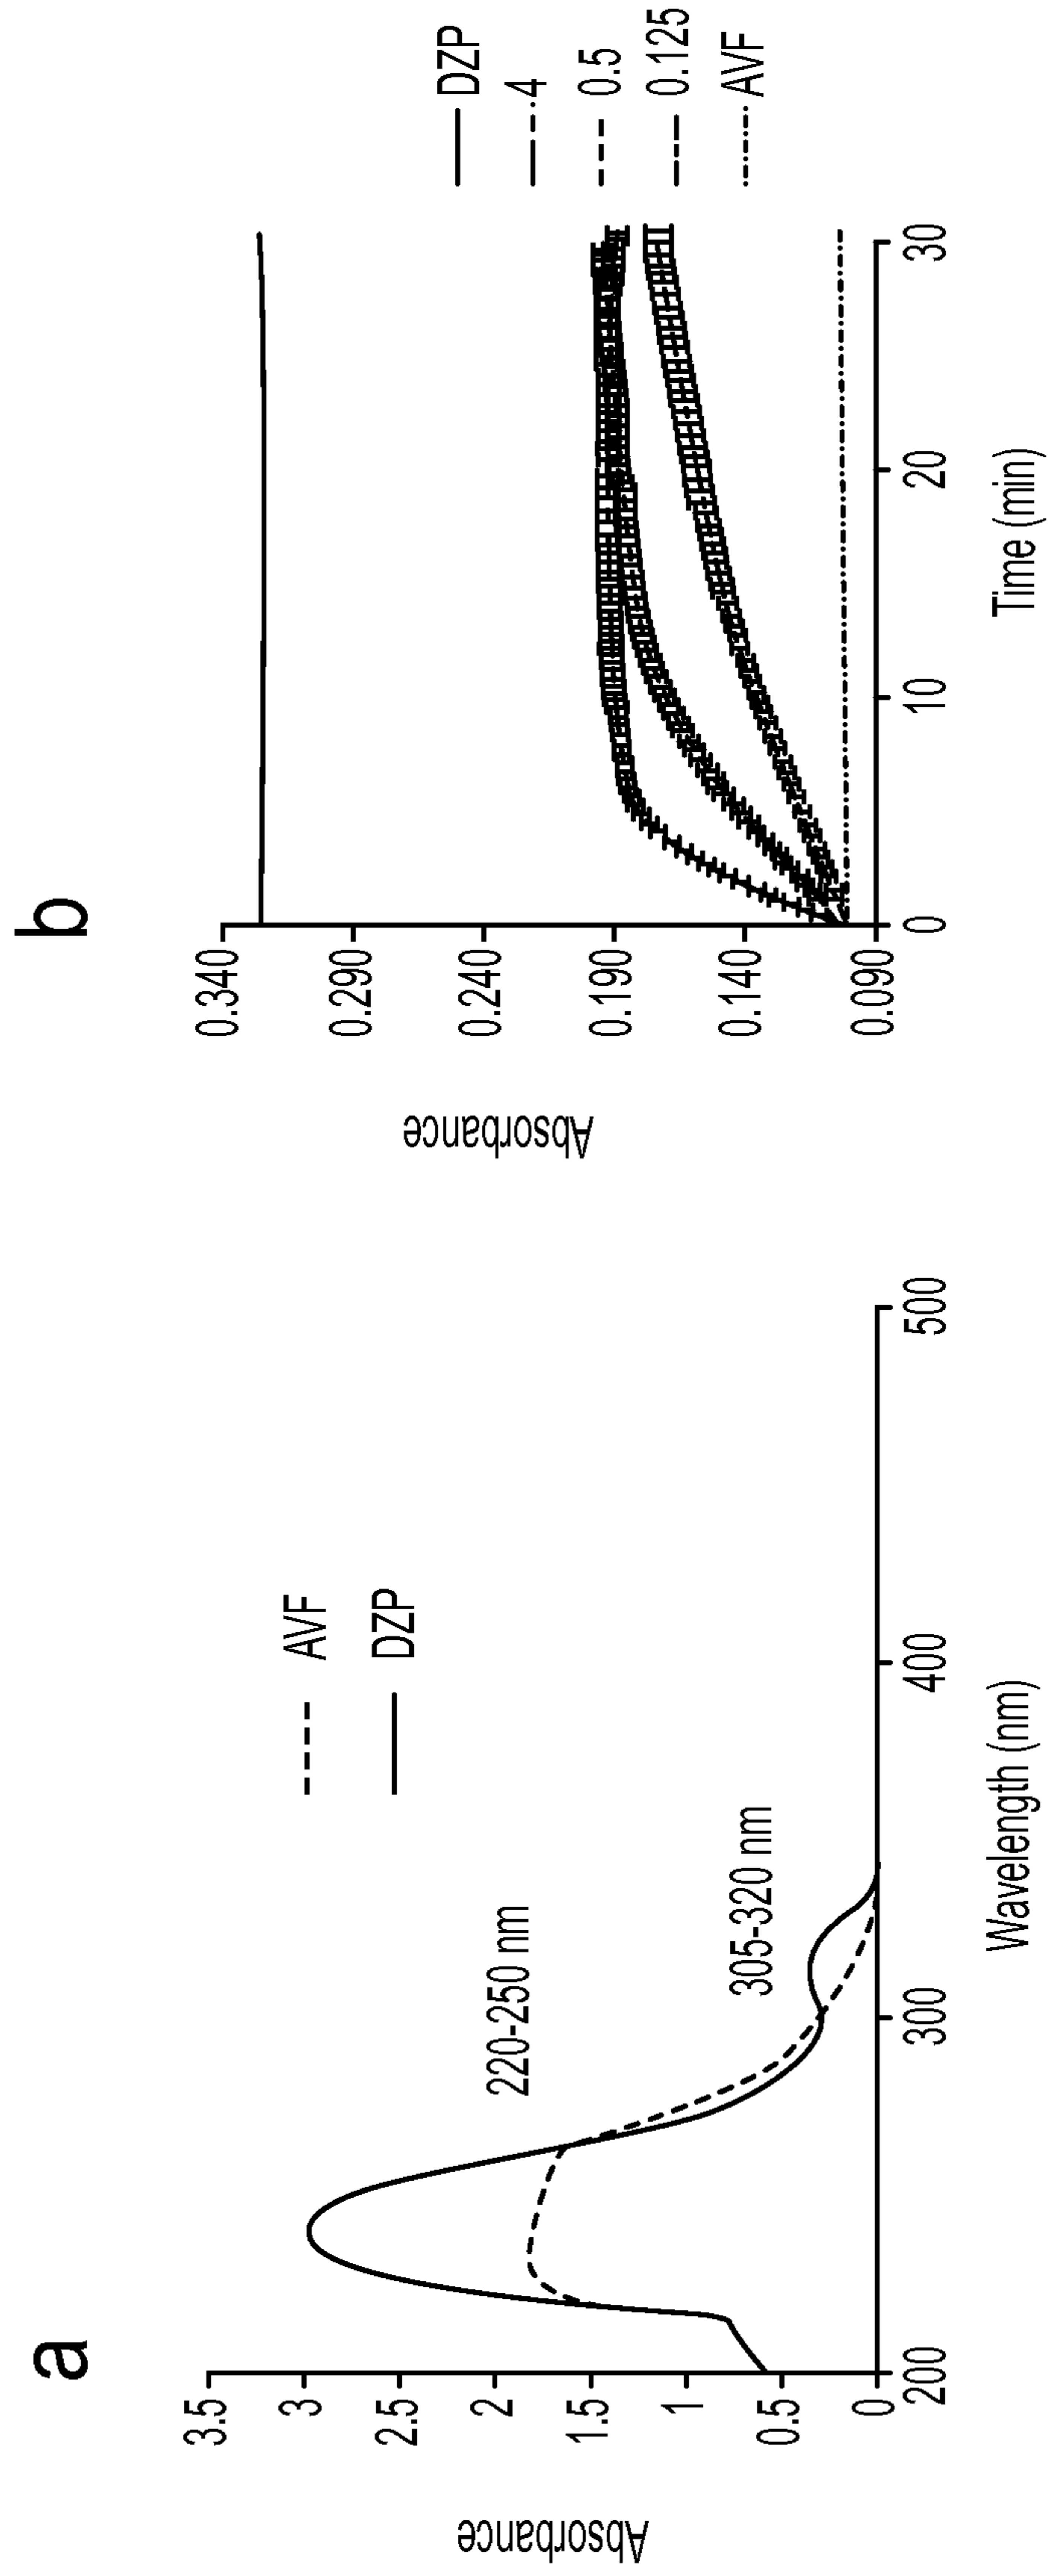 a
Absorbance
3.5
3
2.5
2
1.5
1
0.5
0
200
300
400
500
Wavelength (nm)
220-250 nm
305-320 nm
AVF
DZP
b
Absorbance
0.340
0.290
0.240
0.190
0.140
0.090
0
10
20
30
Time (min)
DZP
4
0.5
0.125
AVF